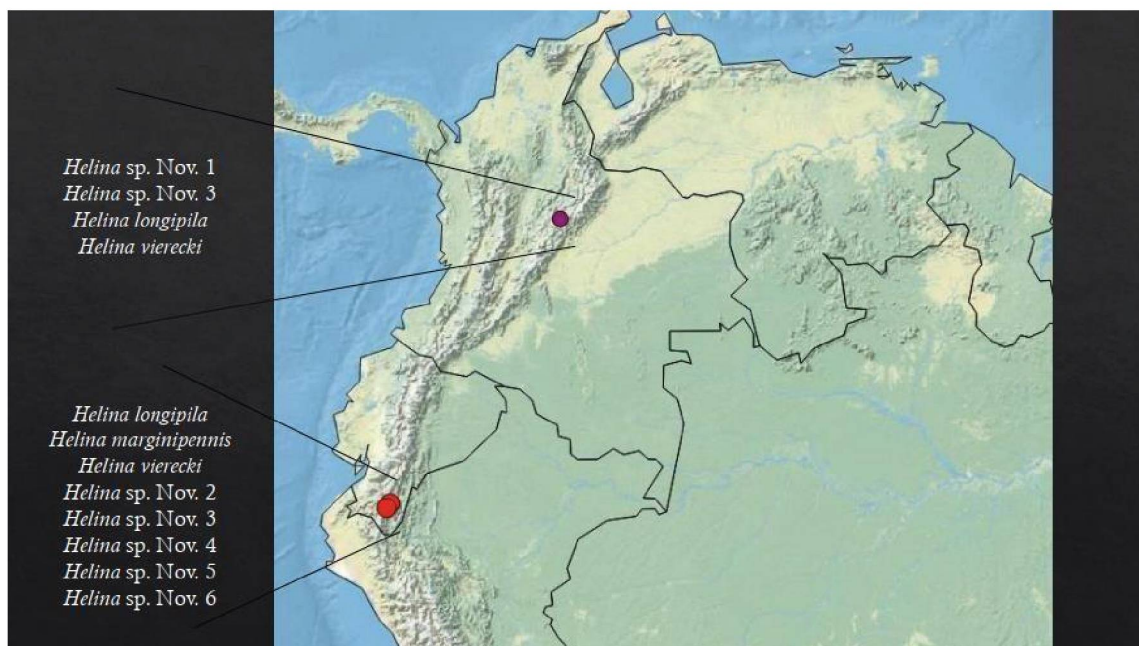 Helina sp. Nov. 1
Helina sp. Nov. 3
Helina longipila
Helina vierecki
Helina longipila
Helina marginipennis
Helina vierecki
Helina sp. Nov. 2
Helina sp. Nov. 3
Helina sp. Nov. 4
Helina sp. Nov. 5
Helina sp. Nov. 6